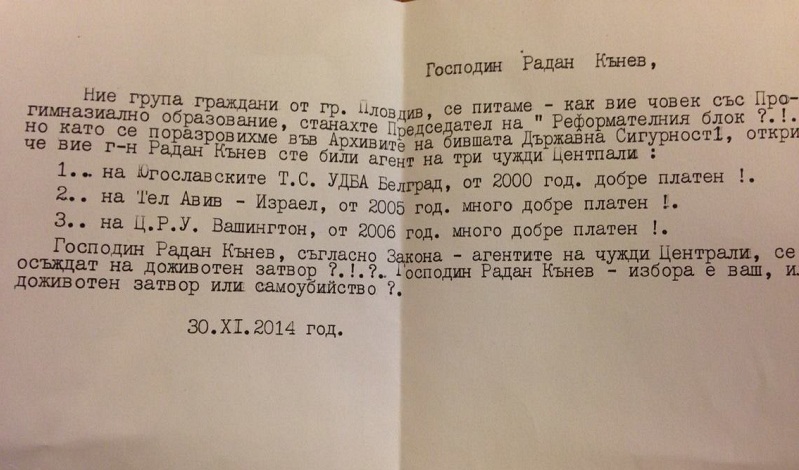 Господин Радан Кънев,
Ние група граждани от гр. Пловдив, се питаме - как вие човек със Про-
гимназиално образование, станахте Председател на " Реформателния блок ?.!.
но като се поразровихме във Архивите на бившата Държавна Сигурност1, откри
че вие г-н Радан Кънев сте били агент на три чужди Центпали :
1... на Югославските Т.С. УДБА Белград, от 2000 год. добре платен !.
2.. на Тел Авив - Израел, от 2005 год. много добре платен !.
3.. на Ц.Р.У. Вашингтон, от 2006 год. много добре платен !.
Господин Радан Кънев, съгласно Закона - агентите на чужди Централи, се
осъждат на доживотен затвор ?.!.?. Господин Радан Кънев - избора е ваш, ил
доживотен затвор или самоубийство ?.
30.XI.2014 год.